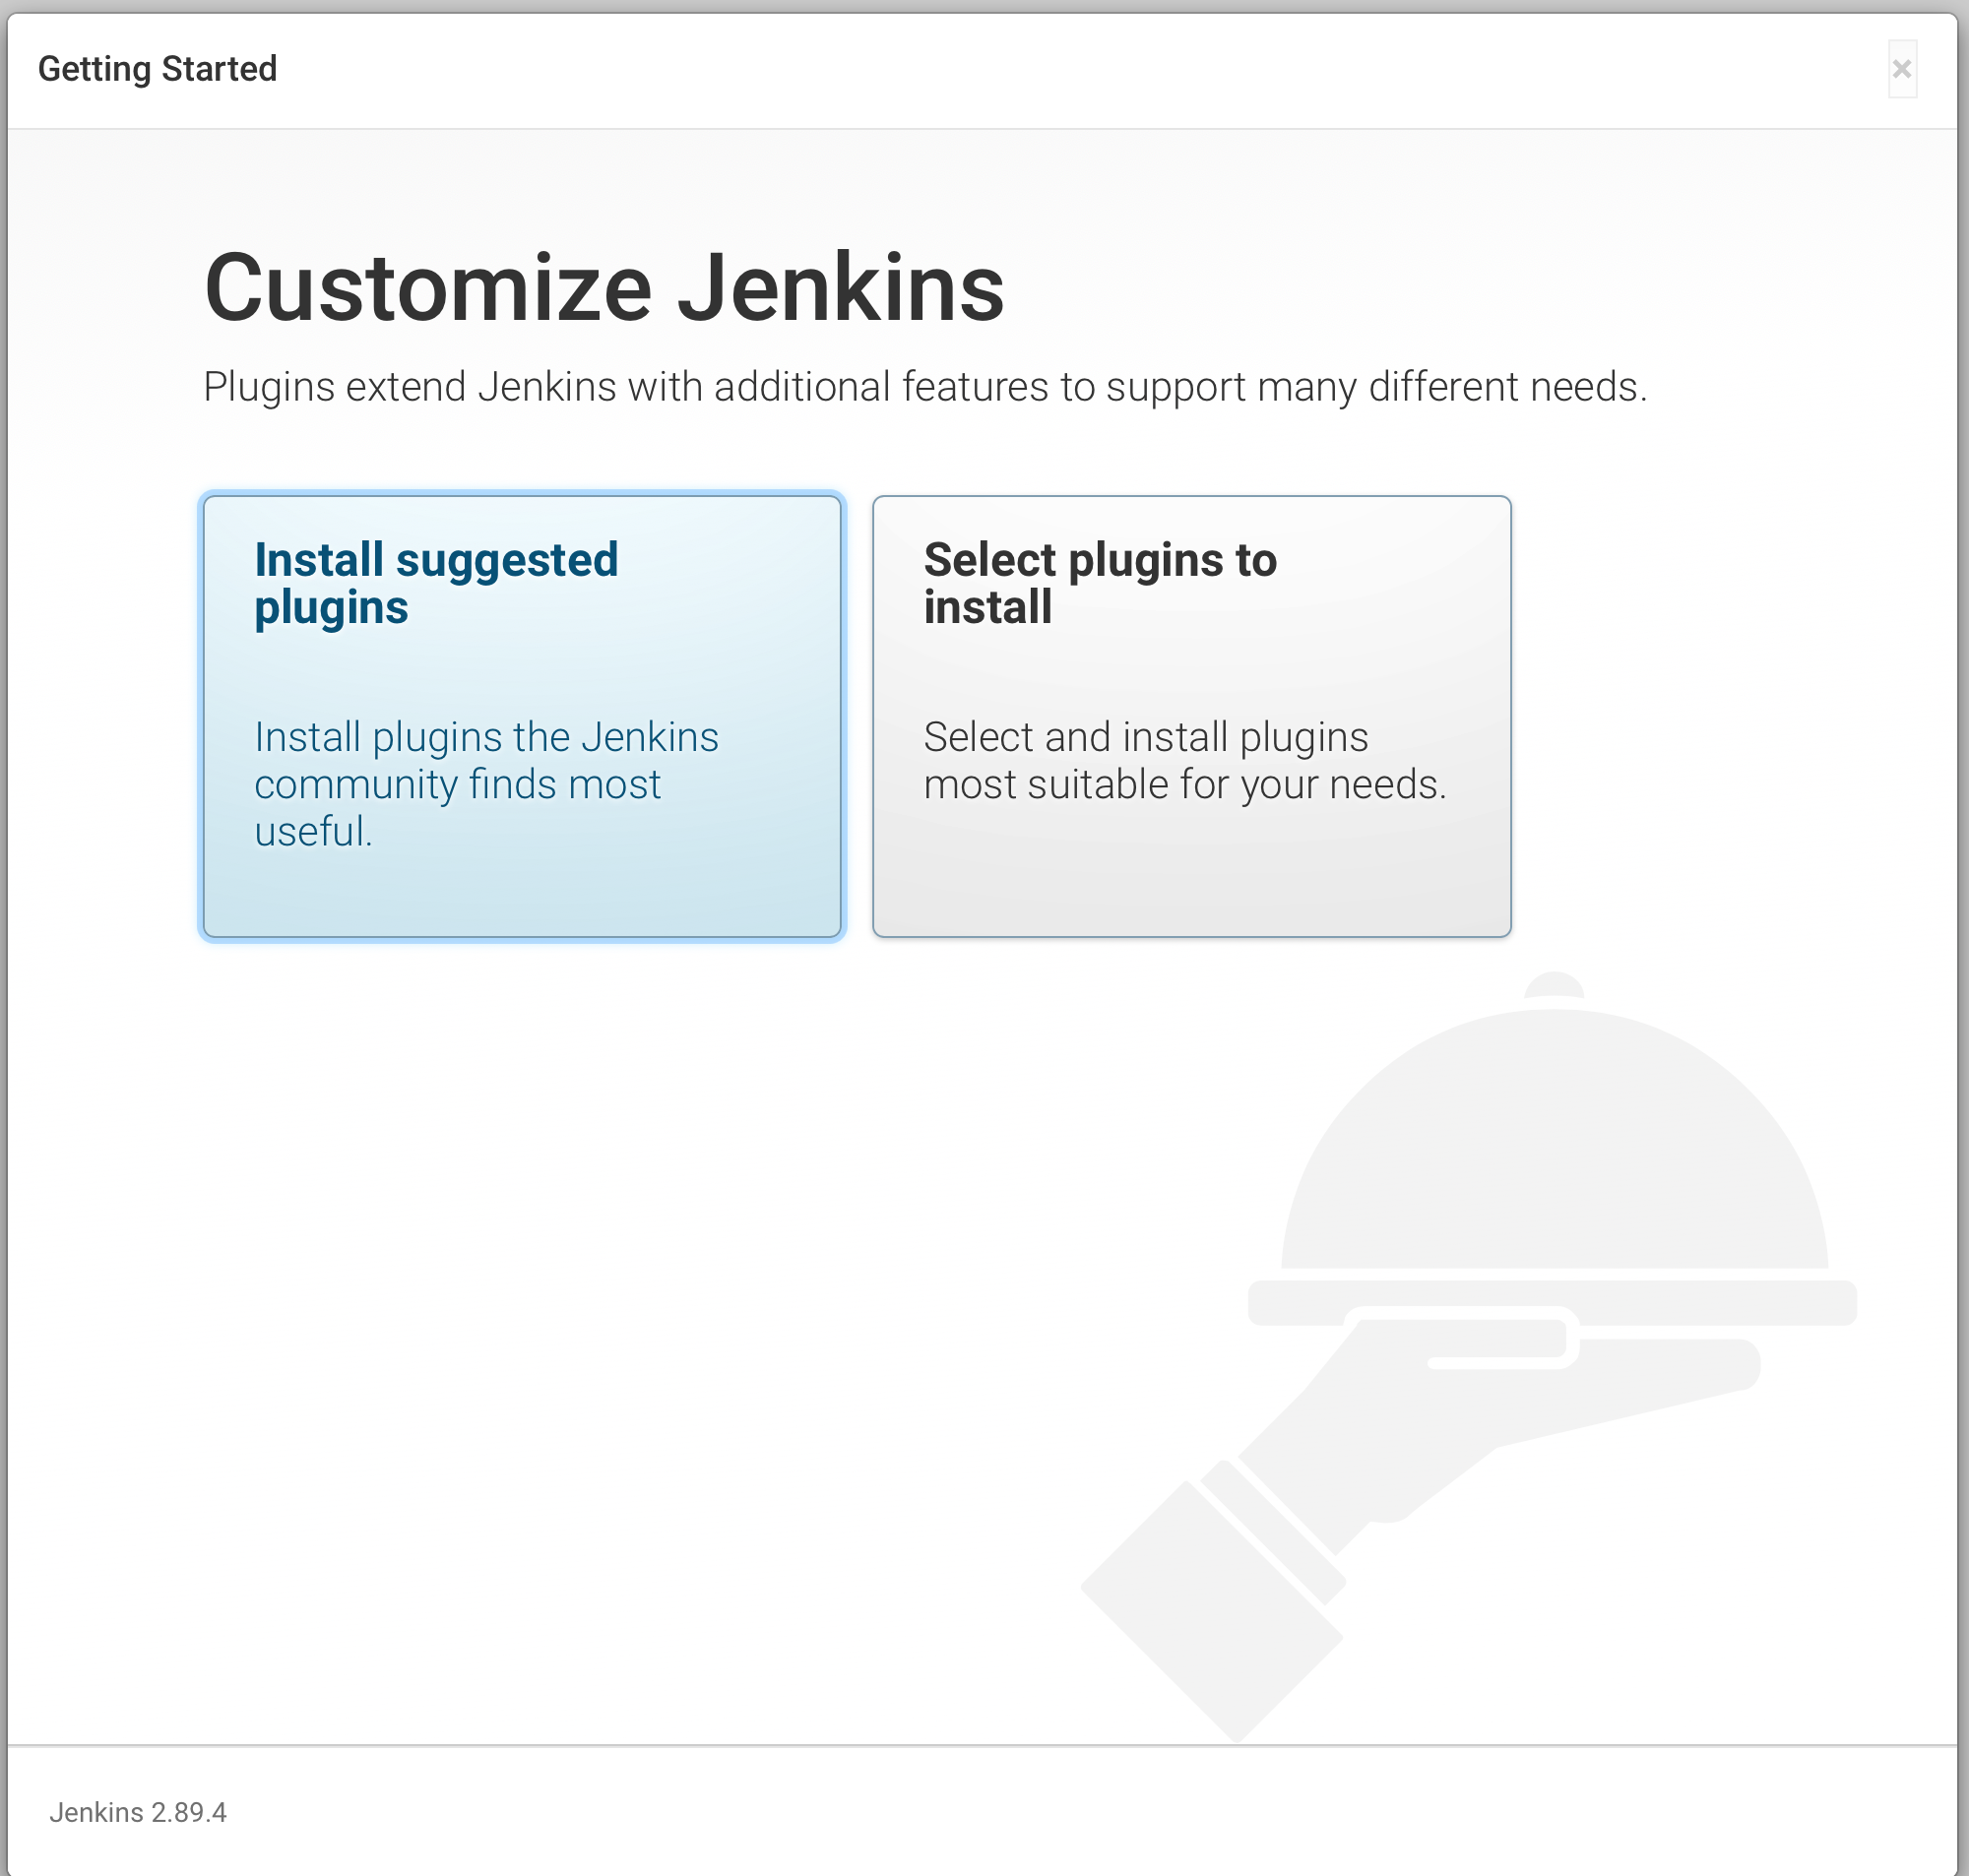 Getting Started
×
Customize Jenkins
Plugins extend Jenkins with additional features to support many different needs.
Install suggested
plugins
Install plugins the Jenkins
community finds most
useful.
Select plugins to
install
Select and install plugins
most suitable for your needs.
Jenkins 2.89.4